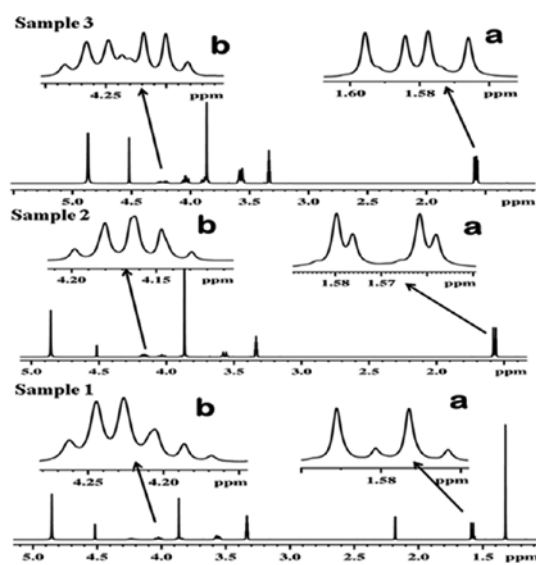 Sample 3
b
a
4.25 ppm
1.60 1.58 ppm
5.0 4.5 4.0 3.5 3.0 2.5 2.0 ppm
Sample 2
b
a
4.20 4.15 ppm
1.58 1.57 ppm
5.0 4.5 4.0 3.5 3.0 2.5 2.0 ppm
Sample 1
b
a
4.25 4.20 ppm
1.58 ppm
5.0 4.5 4.0 3.5 3.0 2.5 2.0 1.5 ppm